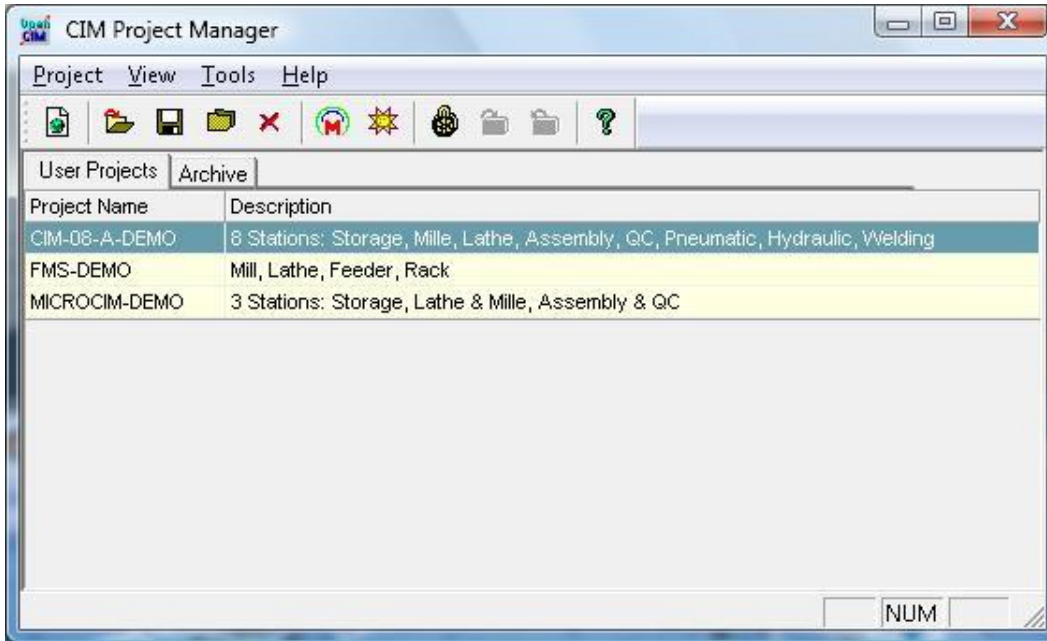 Open CIM CIM Project Manager
Project View Tools Help
M ?
User Projects Archive
Project Name Description
CIM-08-A-DEMO 8 Stations: Storage, Mille, Lathe, Assembly, QC, Pneumatic, Hydraulic, Welding
FMS-DEMO Mill, Lathe, Feeder, Rack
MICROCIM-DEMO 3 Stations: Storage, Lathe & Mille, Assembly & QC
NUM